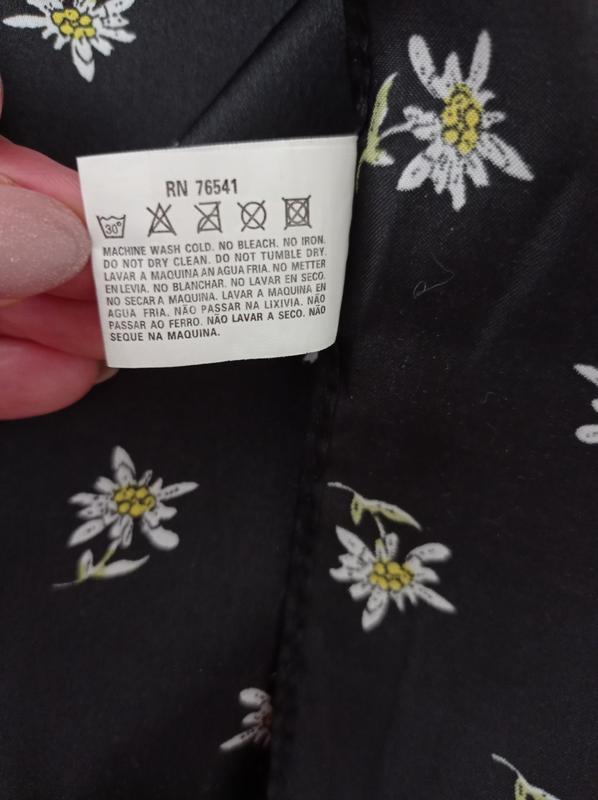 RN 76541
30°
MACHINE WASH COLD. NO BLEACH. NO IRON.
DO NOT DRY CLEAN. DO NOT TUMBLE DRY.
LAVAR A MAQUINA AN AGUA FRIA. NO METTER
EN LEVIA. NO BLANCHAR. NO LAVAR EN SECO.
NO SECAR A MAQUINA. LAVAR A MAQUINA EM
AGUA FRIA. NÃO PASSAR NA LIXIVIA. NÃO
PASSAR AO FERRO. NÃO LAVAR A SECO. NÃO
SEQUE NA MAQUINA.